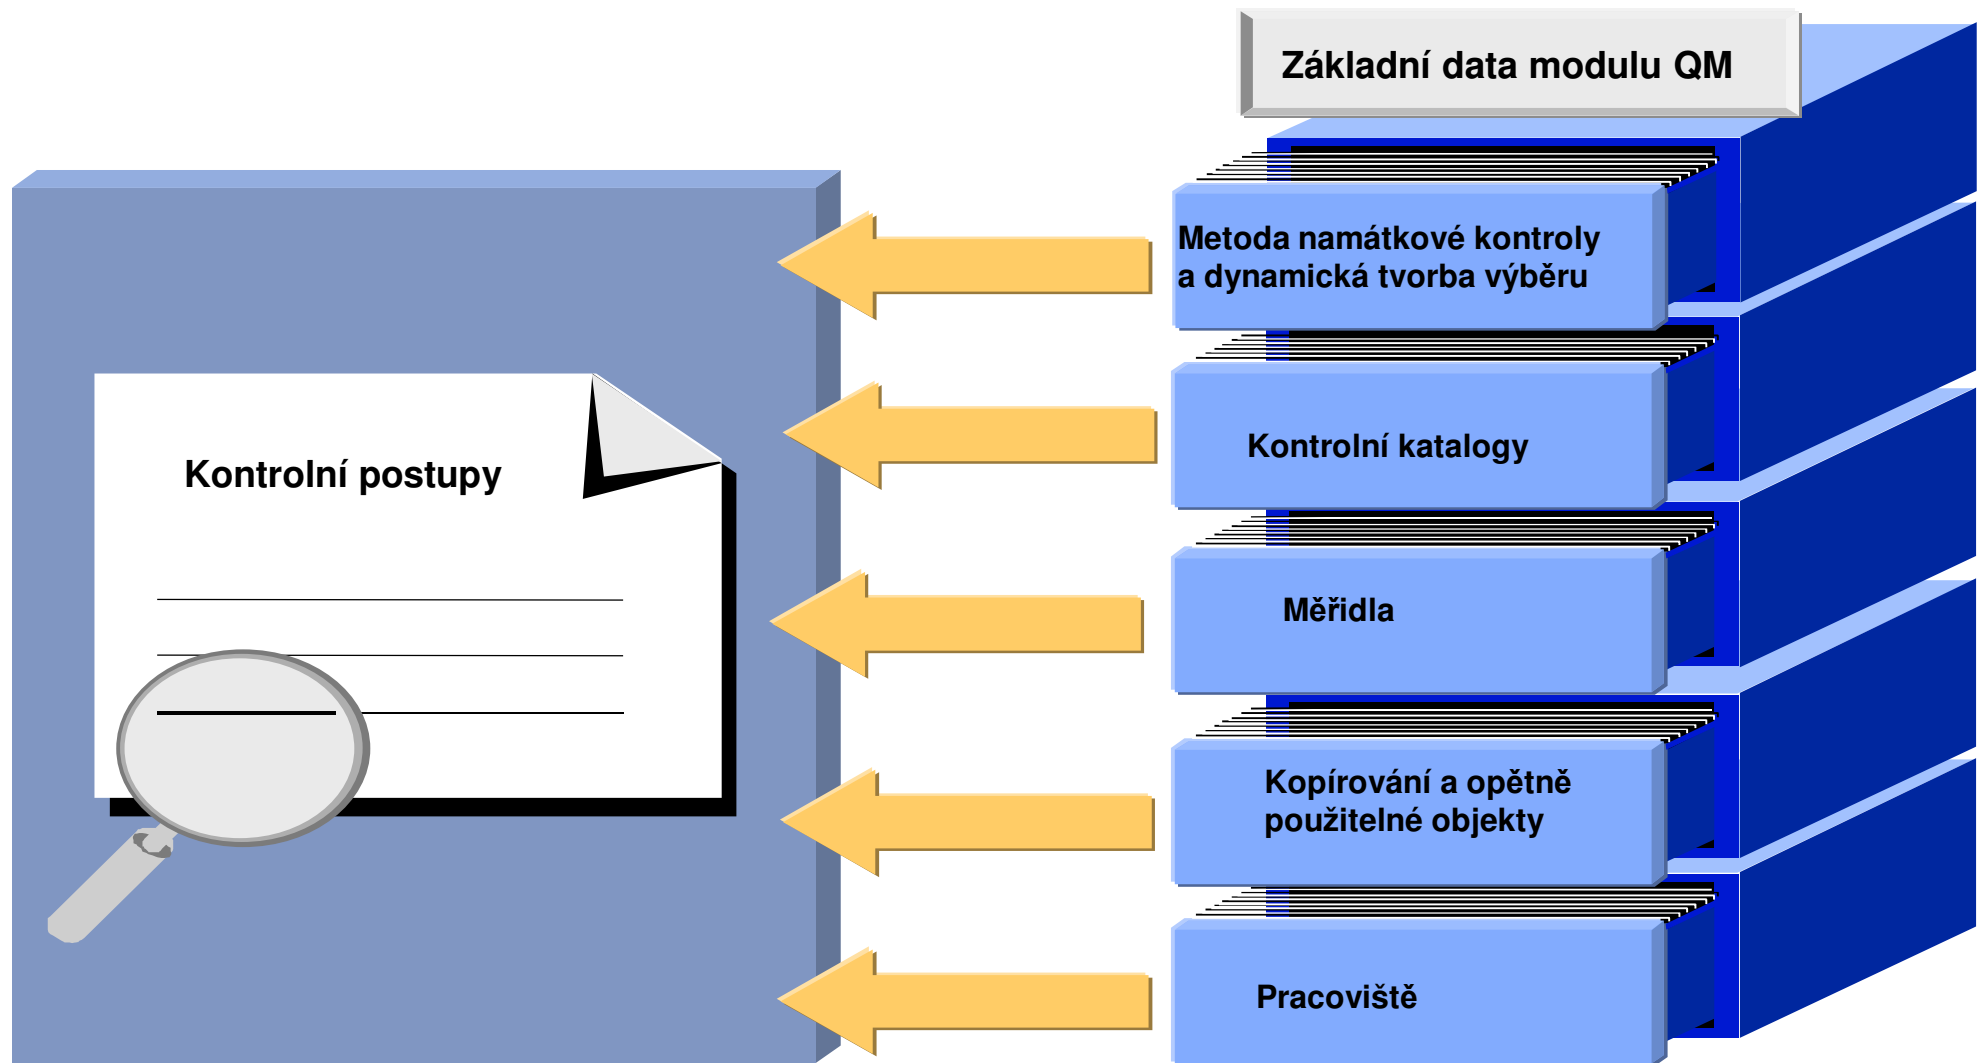 Základní data modulu QM
Metoda namátkové kontroly
a dynamická tvorba výběru
Kontrolní katalogy
Kontrolní postupy
Měřidla
Kopírování a opětně
použitelné objekty
Pracoviště